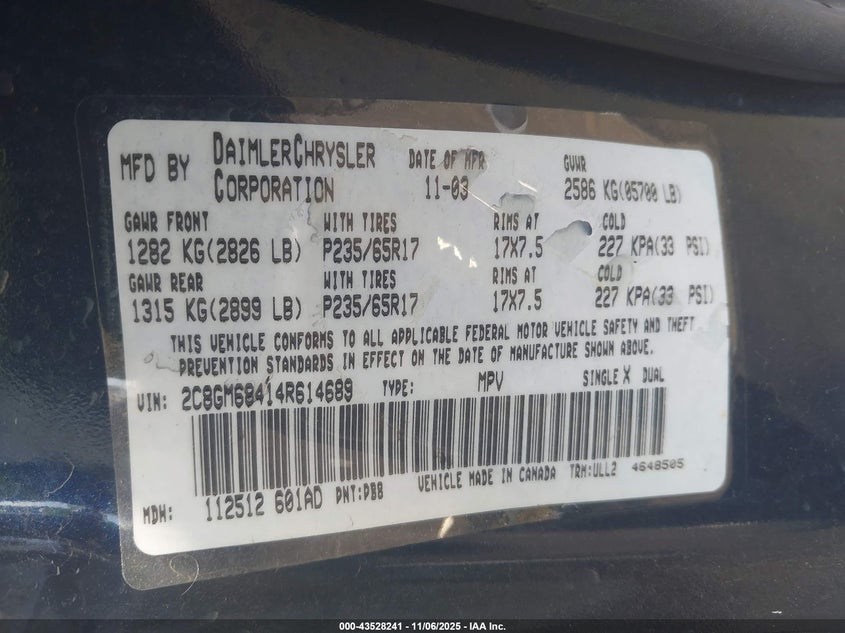 MFD BY DAIMLERCHRYSLER CORPORATION DATE OF MFR 11-03 GVWR 2586 KG(05700 LB)
GAWR FRONT WITH TIRES RIMS AT COLD
1282 KG(2826 LB) P235/65R17 17X7.5 227 KPA(33 PSI)
GAWR REAR WITH TIRES RIMS AT COLD
1315 KG(2899 LB) P235/65R17 17X7.5 227 KPA(33 PSI)
THIS VEHICLE CONFORMS TO ALL APPLICABLE FEDERAL MOTOR VEHICLE SAFETY AND THEFT
PREVENTION STANDARDS IN EFFECT ON THE DATE OF MANUFACTURE SHOWN ABOVE.
VIN: 2C8GM68414R614689 TYPE: MPV SINGLE X DUAL
MDH: 112512 601AD PNT:PBB VEHICLE MADE IN CANADA TRM:ULL2 4648505
000-43528241 - 11/06/2025 - IAA Inc.